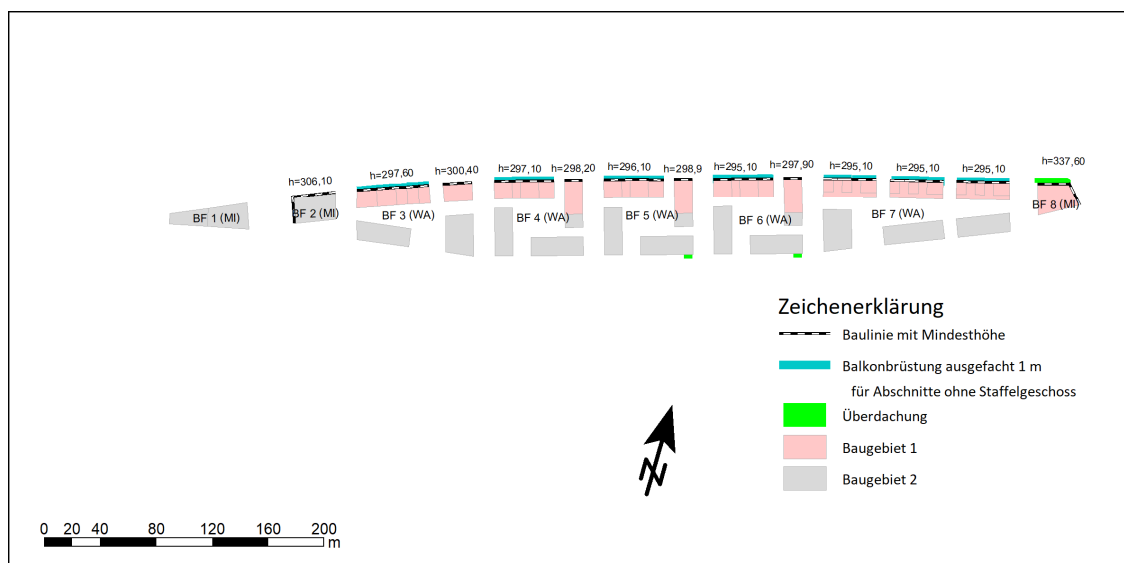 h=306,10
h=297,60
h=300,40
h=297,10
h=298,20
h=296,10
h=298,9
h=295,10
h=297,90
h=295,10
h=295,10
h=295,10
h=337,60
BF 1 (MI)
BF 2 (MI)
BF 3 (WA)
BF 4 (WA)
BF 5 (WA)
BF 6 (WA)
BF 7 (WA)
BF 8 (MI)
Zeichenerklärung
Baulinie mit Mindesthöhe
Balkonbrüstung ausgefacht 1 m
für Abschnitte ohne Staffelgeschoss
Überdachung
Baugebiet 1
Baugebiet 2
N
0 20 40 80 120 160 200
m